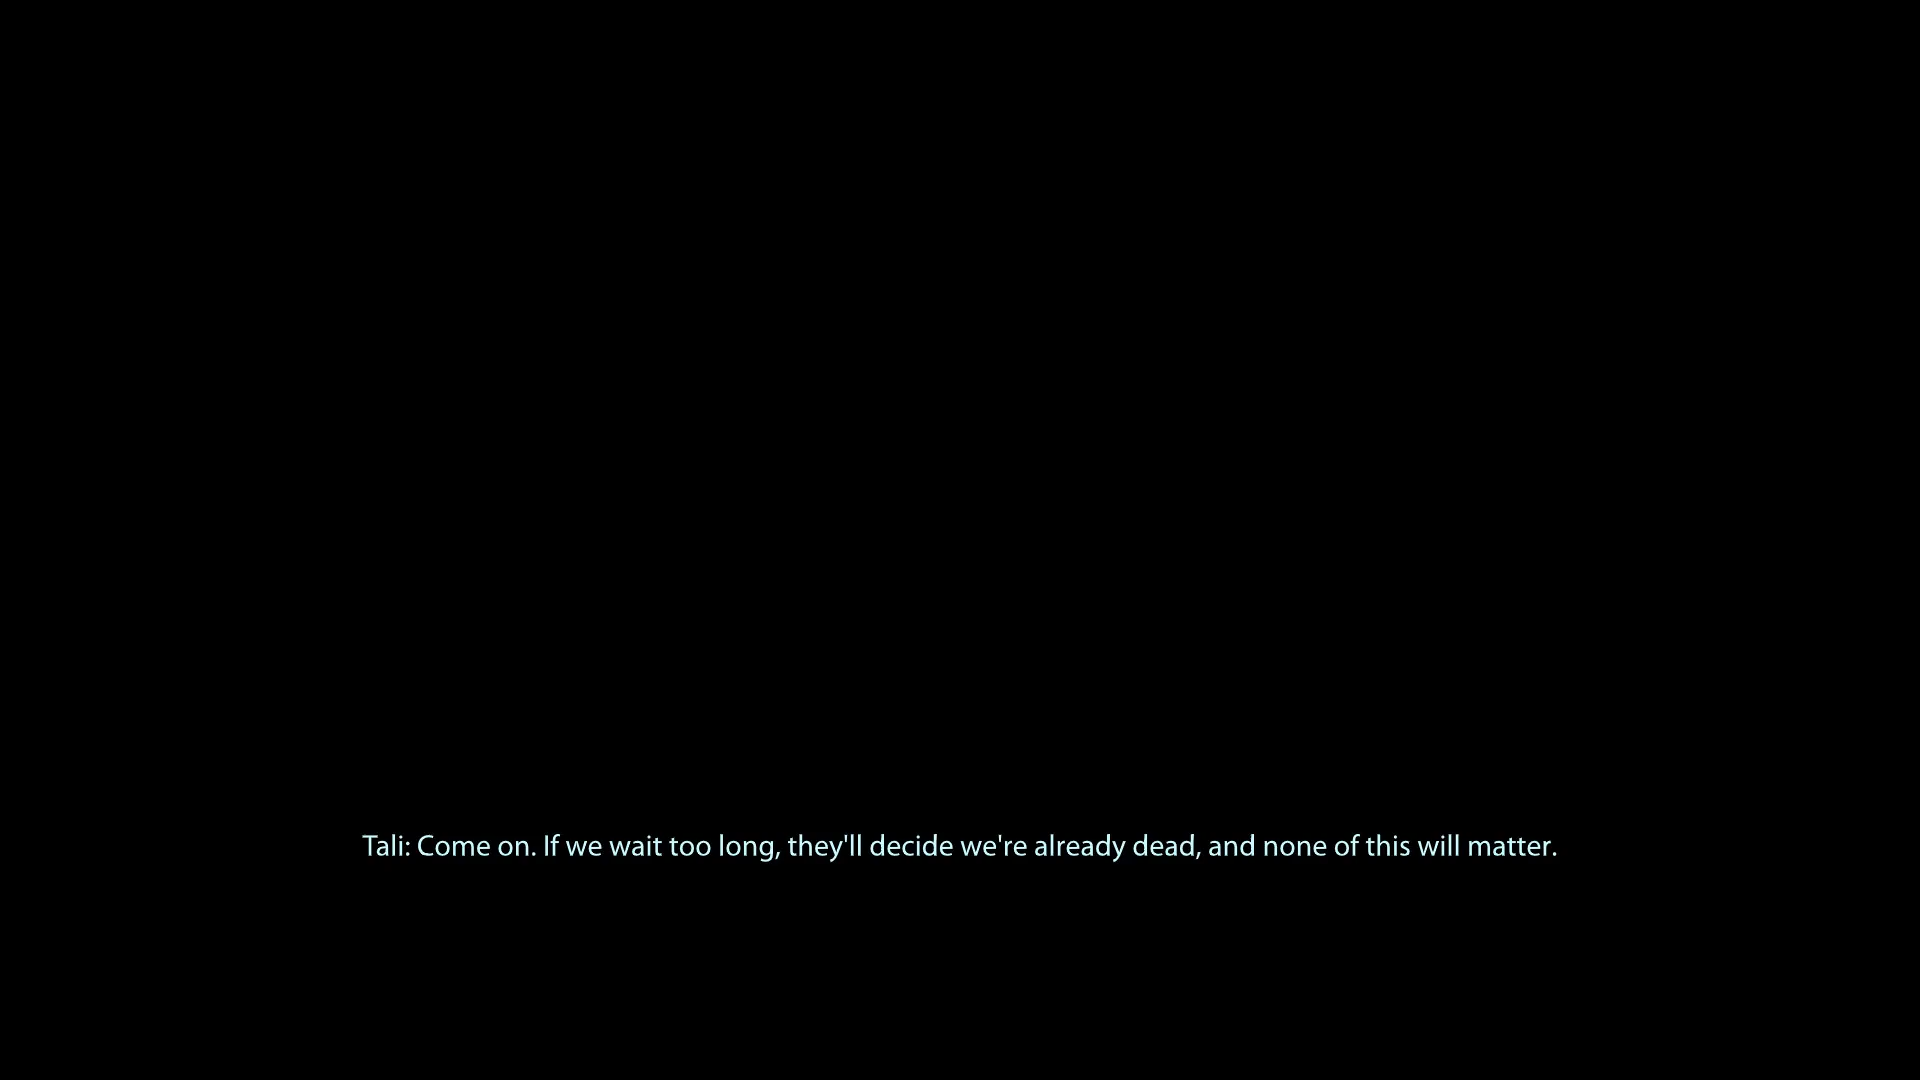 Tali: Come on. If we wait too long, they'll decide we're already dead, and none of this will matter.